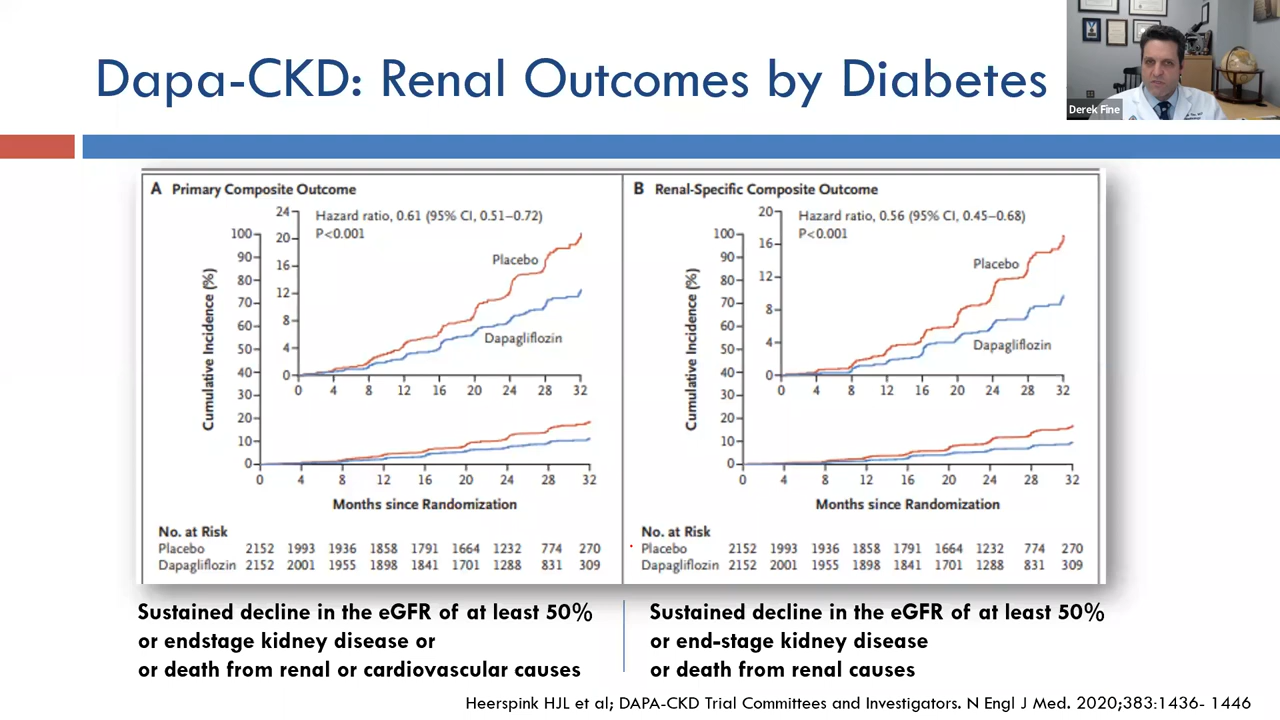 Dapa-CKD: Renal Outcomes by Diabetes
Derek Fine
A Primary Composite Outcome
Hazard ratio, 0.61 (95% CI, 0.51–0.72)
P<0.001
Placebo
Dapagliflozin
24
20
16
12
8
4
0
0 4 8 12 16 20 24 28 32
Cumulative Incidence (%)
100
90
80
70
60
50
40
30
20
10
0
0 4 8 12 16 20 24 28 32
Months since Randomization
No. at Risk
Placebo 2152 1993 1936 1858 1791 1664 1232 774 270
Dapagliflozin 2152 2001 1955 1898 1841 1701 1288 831 309
B Renal-Specific Composite Outcome
Hazard ratio, 0.56 (95% CI, 0.45–0.68)
P<0.001
Placebo
Dapagliflozin
20
16
12
8
4
0
0 4 8 12 16 20 24 28 32
Cumulative Incidence (%)
100
90
80
70
60
50
40
30
20
10
0
0 4 8 12 16 20 24 28 32
Months since Randomization
No. at Risk
Placebo 2152 1993 1936 1858 1791 1664 1232 774 270
Dapagliflozin 2152 2001 1955 1898 1841 1701 1288 831 309
Sustained decline in the eGFR of at least 50%
or endstage kidney disease or
or death from renal or cardiovascular causes
Sustained decline in the eGFR of at least 50%
or end-stage kidney disease
or death from renal causes
Heerspink HJL et al; DAPA-CKD Trial Committees and Investigators. N Engl J Med. 2020;383:1436- 1446